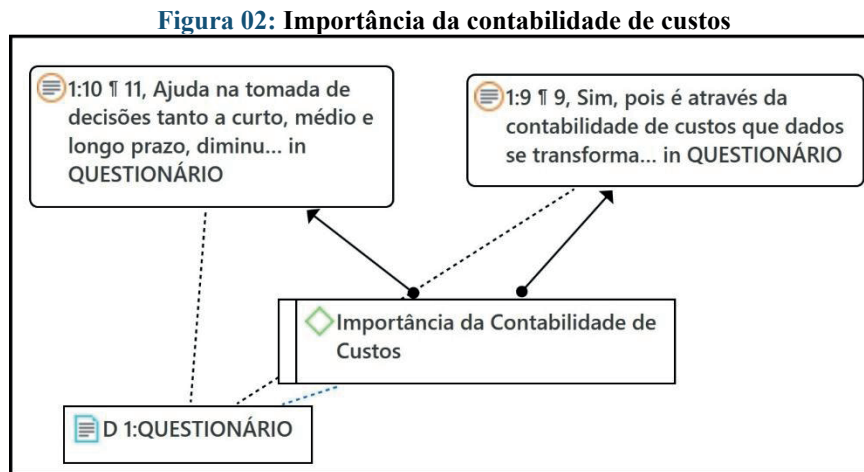 Figura 02: Importância da contabilidade de custos
1:10 ¶ 11, Ajuda na tomada de
decisões tanto a curto, médio e
longo prazo, diminu... in
QUESTIONÁRIO
1:9 ¶ 9, Sim, pois é através da
contabilidade de custos que dados
se transforma... in QUESTIONÁRIO
Importância da Contabilidade de
Custos
D 1:QUESTIONÁRIO